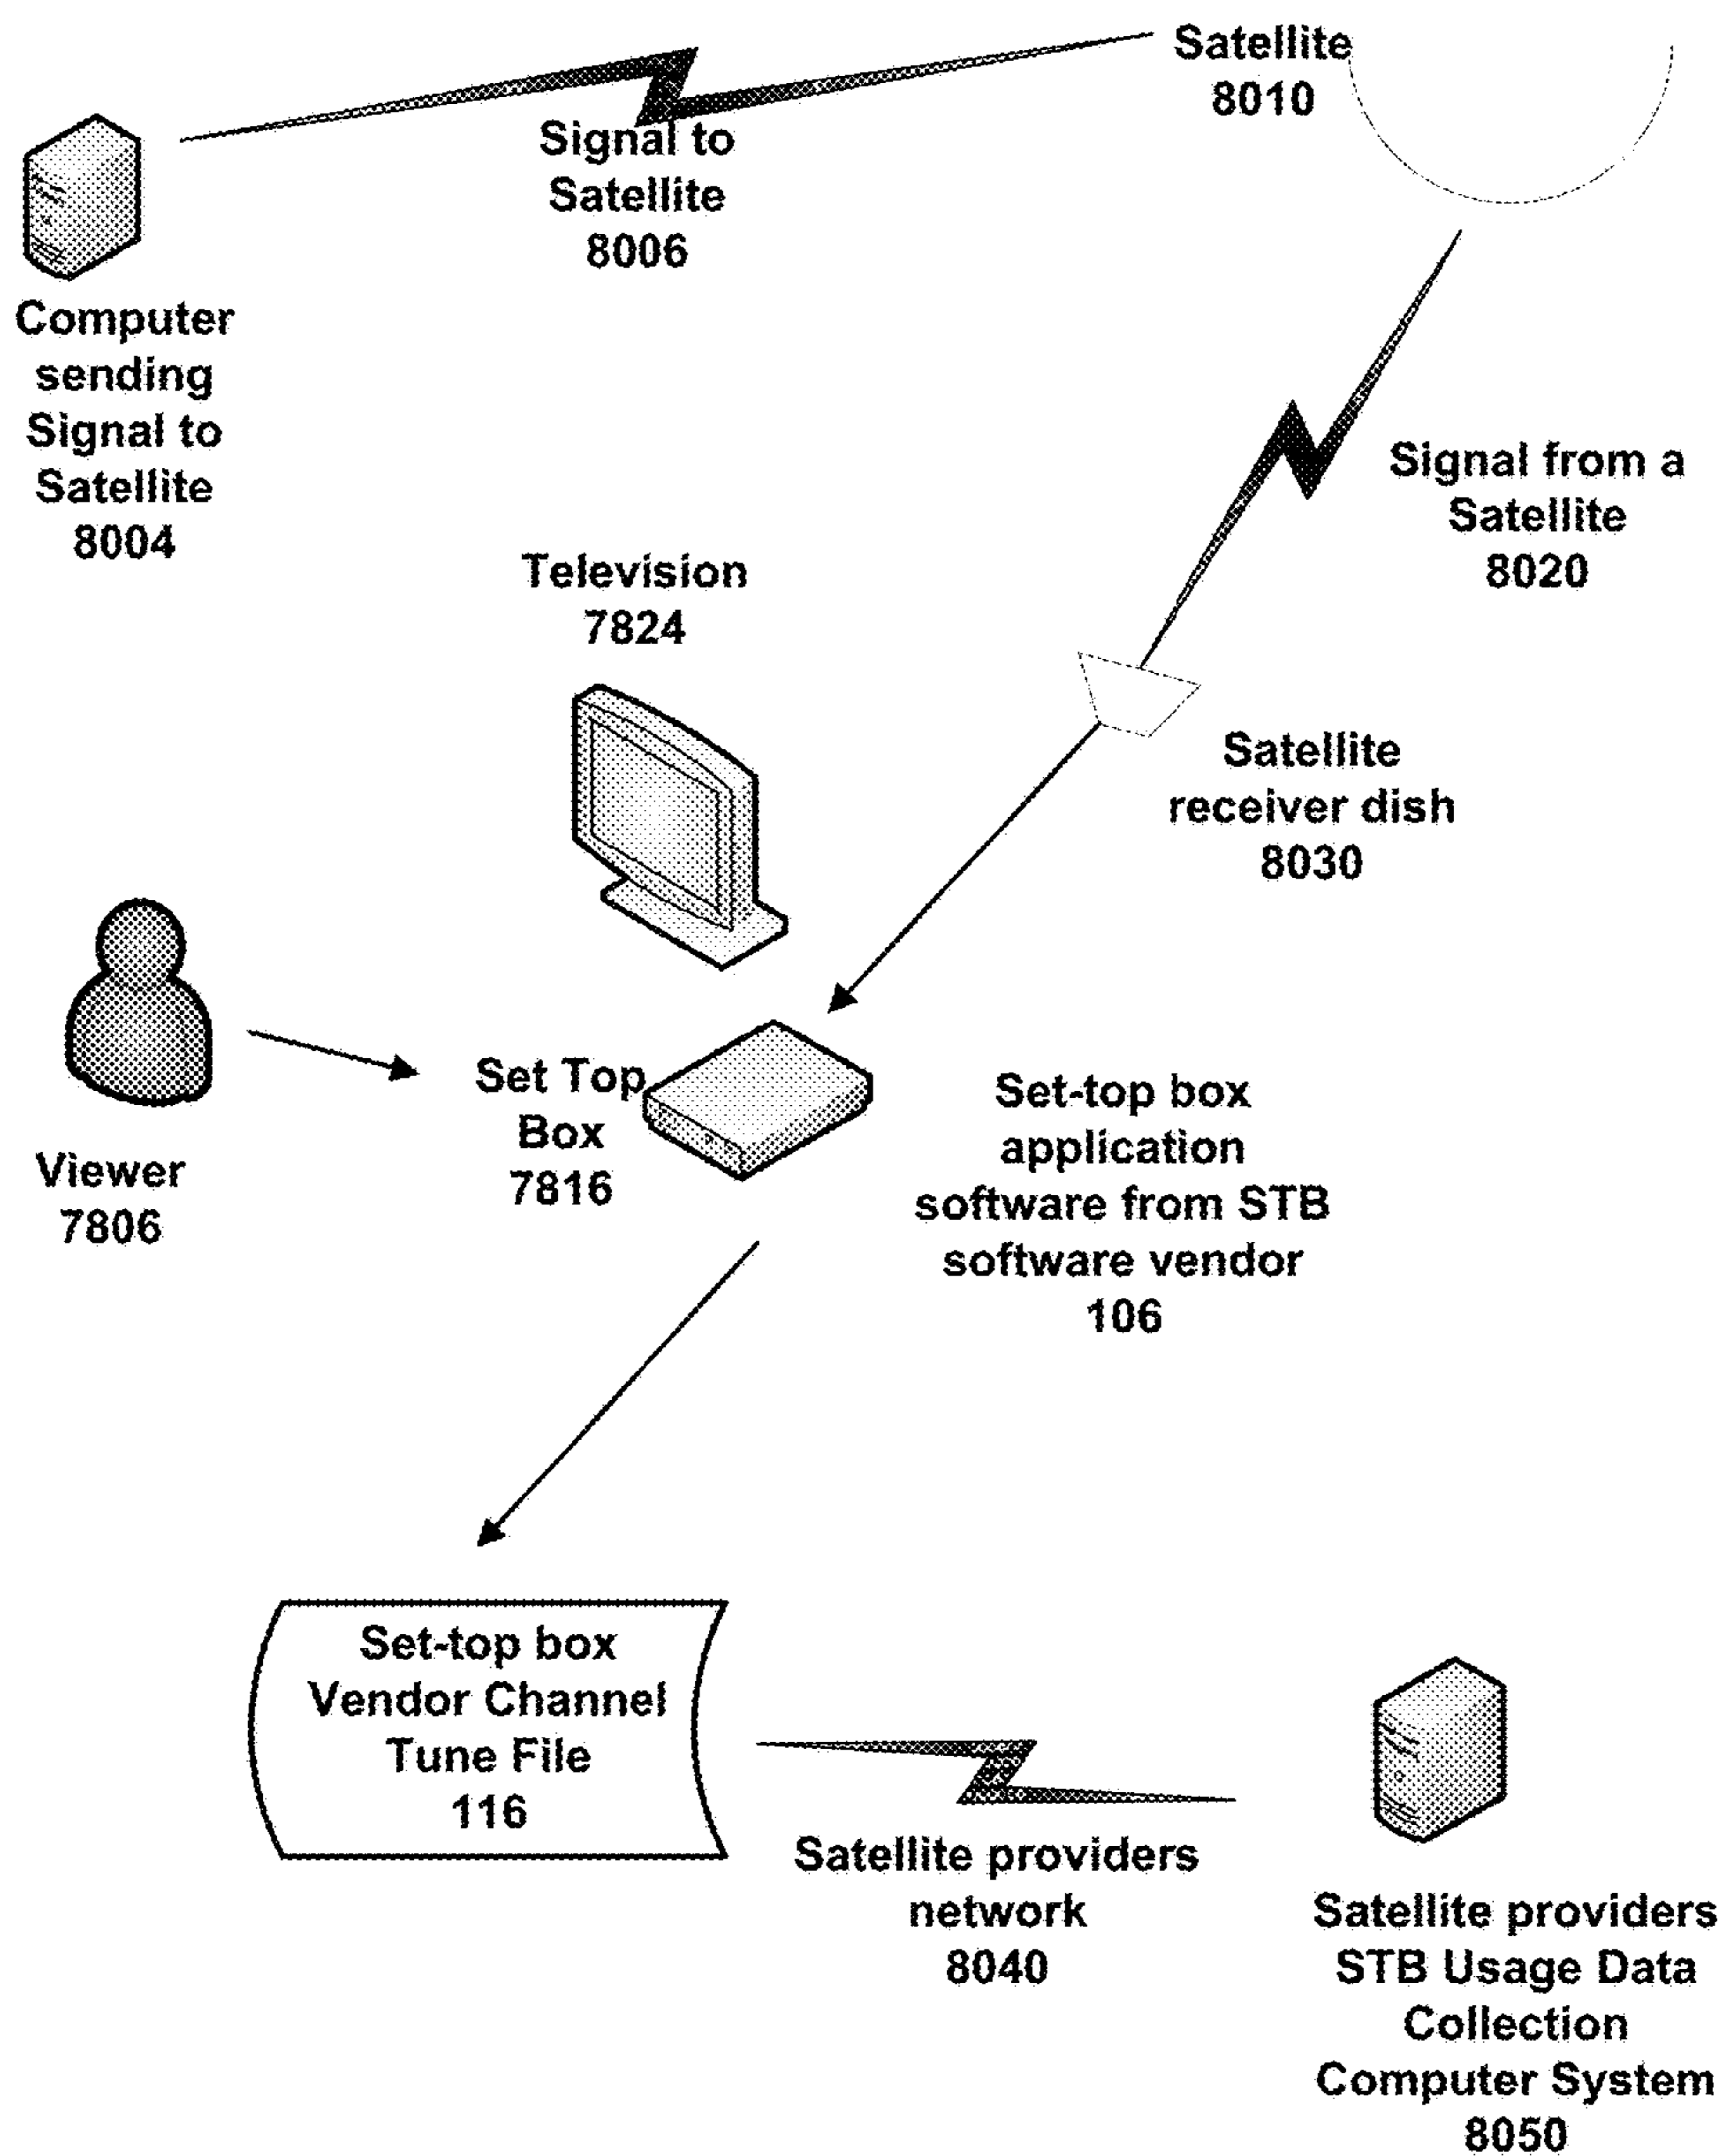 Satellite
8010
Signal to
Satellite
8006
Computer
sending
Signal to
Satellite
8004
Signal from a
Satellite
8020
Television
7824
Satellite
receiver dish
8030
Viewer
7806
Set Top
Box
7816
Set-top box
application
software from STB
software vendor
106
Set-top box
Vendor Channel
Tune File
116
Satellite providers
network
8040
Satellite providers
STB Usage Data
Collection
Computer System
8050